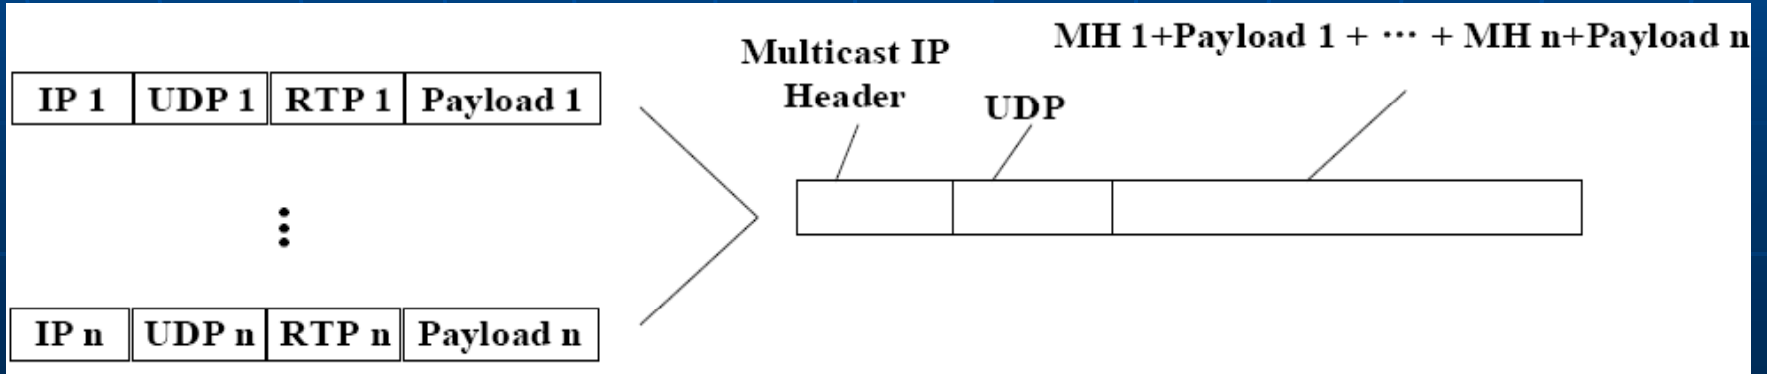 MH 1+Payload 1 + ··· + MH n+Payload n
Multicast IP
Header
UDP
IP 1 UDP 1 RTP 1 Payload 1
IP n UDP n RTP n Payload n